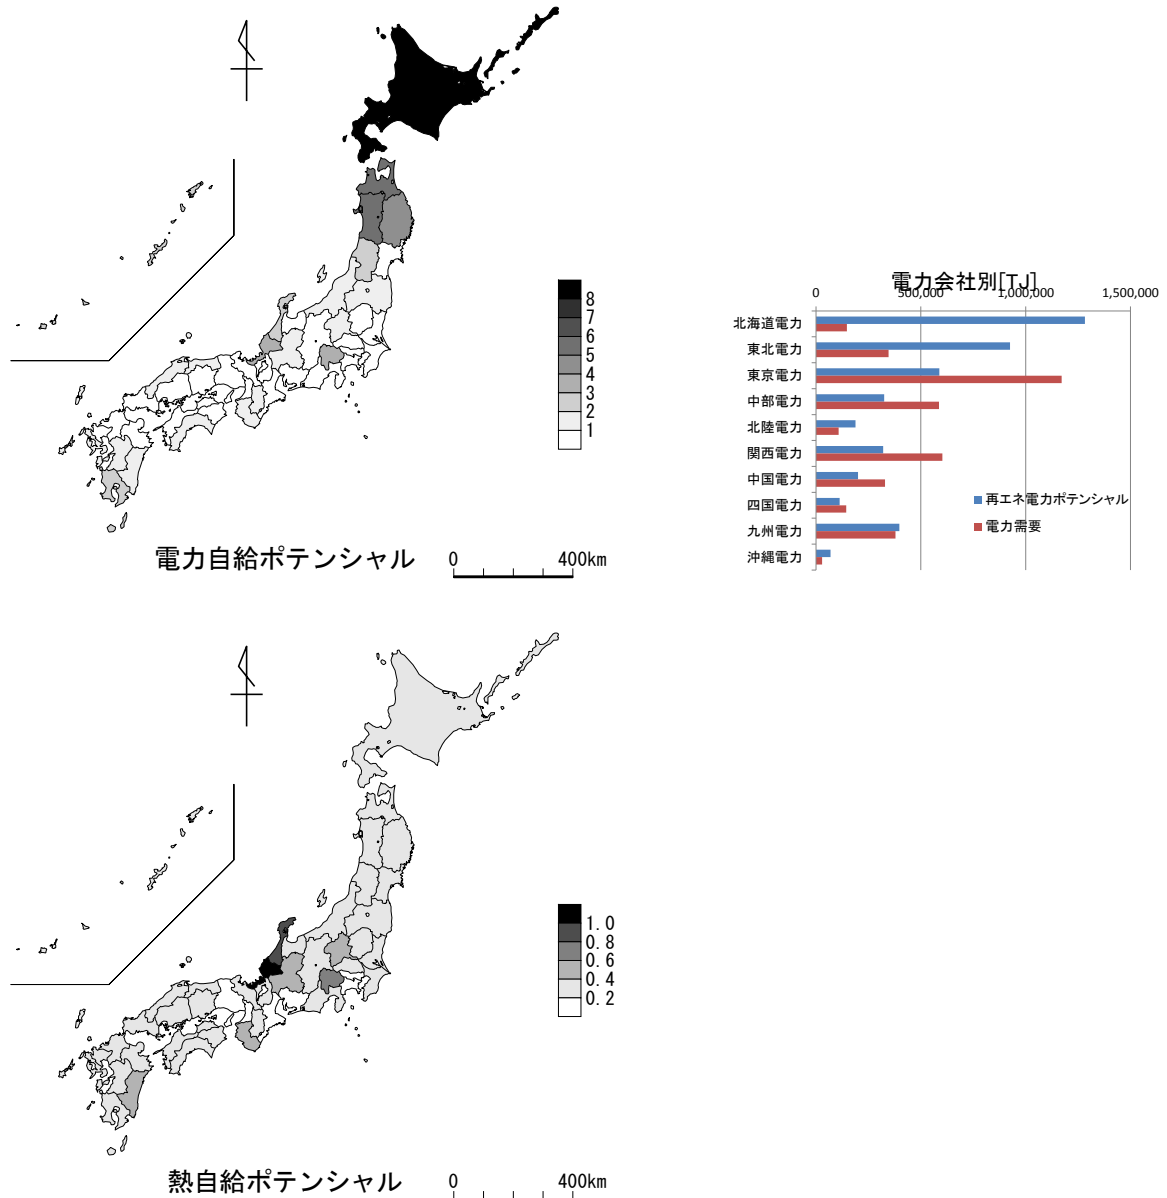 8
7
6
5
4
3
2
1
電力自給ポテンシャル
0 400km
電力会社別[TJ]
0 500,000 1,000,000 1,500,000
北海道電力
東北電力
東京電力
中部電力
北陸電力
関西電力
中国電力
四国電力
九州電力
沖縄電力
再エネ電力ポテンシャル
電力需要
1.0
0.8
0.6
0.4
0.2
熱自給ポテンシャル
0 400km